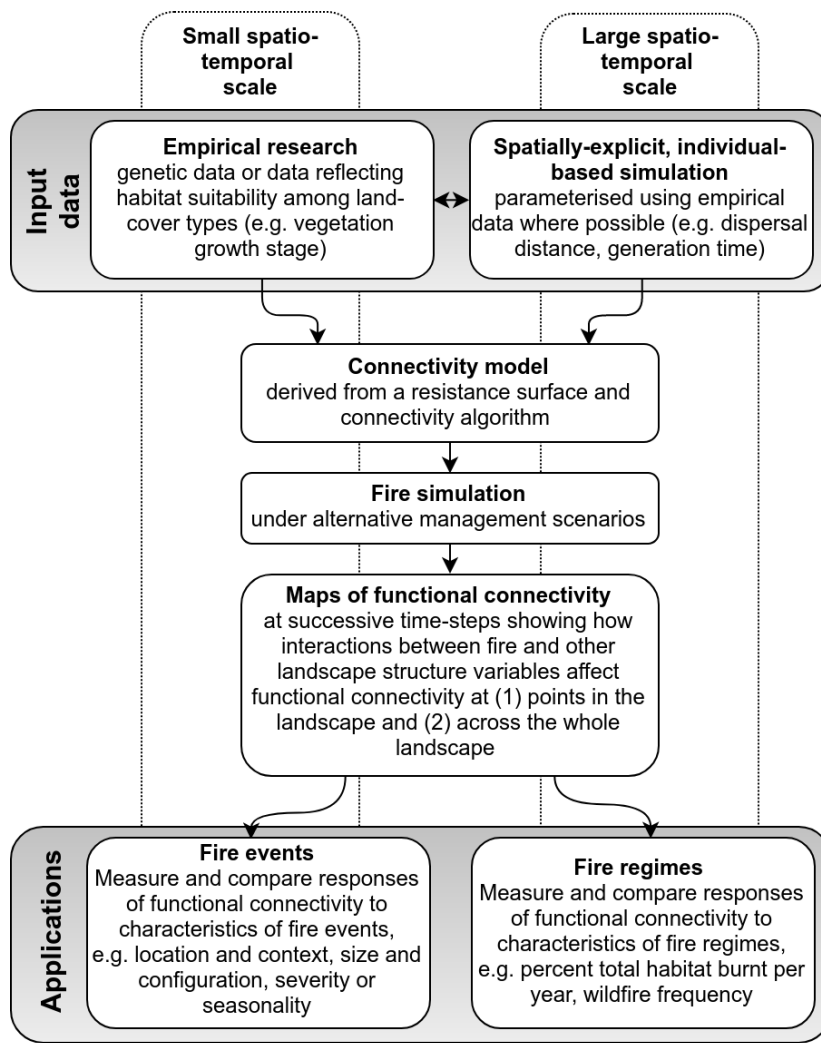 Small spatio-
temporal
scale
Large spatio-
temporal
scale
Input
data
Empirical research
genetic data or data reflecting
habitat suitability among land-
cover types (e.g. vegetation
growth stage)
Spatially-explicit, individual-
based simulation
parameterised using empirical
data where possible (e.g. dispersal
distance, generation time)
Connectivity model
derived from a resistance surface and
connectivity algorithm
Fire simulation
under alternative management scenarios
Maps of functional connectivity
at successive time-steps showing how
interactions between fire and other
landscape structure variables affect
functional connectivity at (1) points in the
landscape and (2) across the whole
landscape
Applications
Fire events
Measure and compare responses
of functional connectivity to
characteristics of fire events,
e.g. location and context, size and
configuration, severity or
seasonality
Fire regimes
Measure and compare responses
of functional connectivity to
characteristics of fire regimes,
e.g. percent total habitat burnt per
year, wildfire frequency